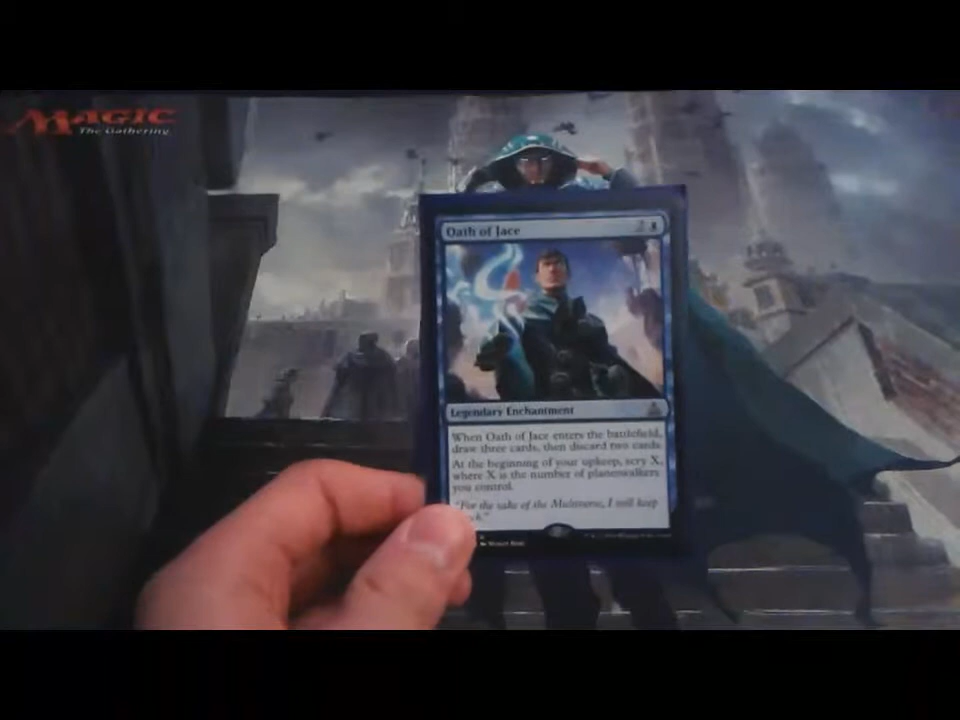 MAGIC
The Gathering
Oath of Jace
2
Legendary Enchantment
When Oath of Jace enters the battlefield,
draw three cards, then discard two cards.
At the beginning of your upkeep, scry X,
where X is the number of planeswalkers
you control.
"For the sake of the Multiverse, I will keep